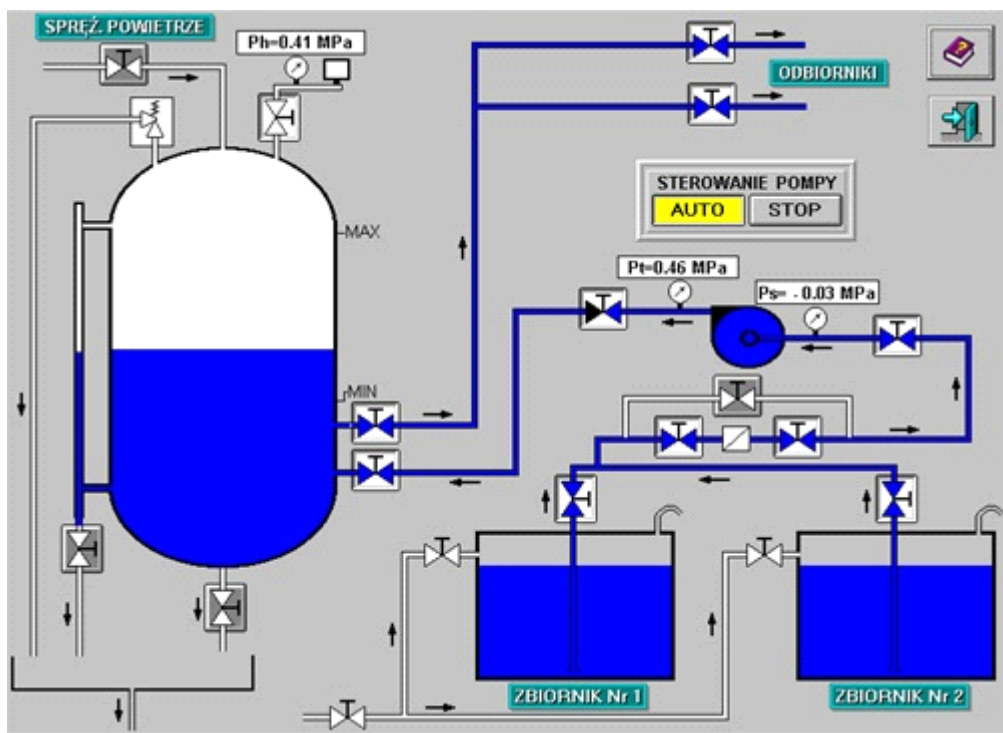 SPRĘŻ. POWIETRZE
Ph=0.41 MPa
ODBIORNIKI
STEROWANIE POMPY
AUTO STOP
MAX
Pt=0.46 MPa
Ps= - 0.03 MPa
MIN
ZBIORNIK Nr 1
ZBIORNIK Nr 2